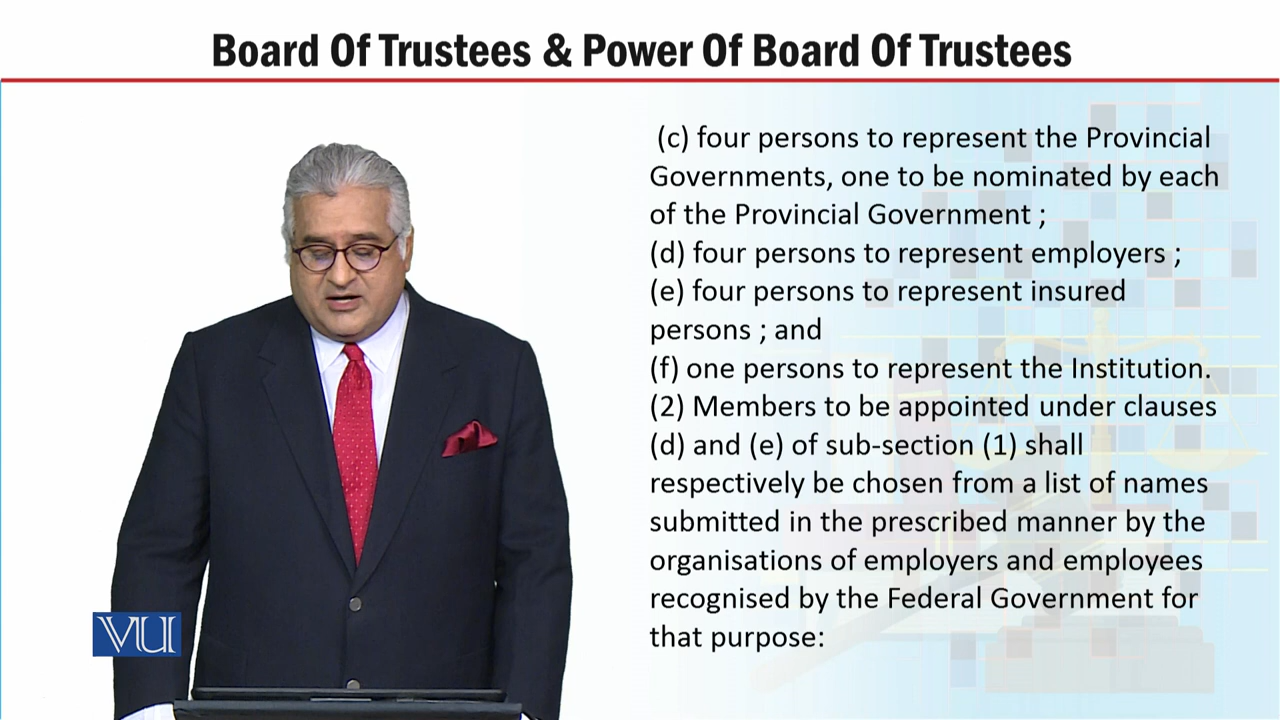 Board Of Trustees & Power Of Board Of Trustees
(c) four persons to represent the Provincial
Governments, one to be nominated by each
of the Provincial Government ;
(d) four persons to represent employers ;
(e) four persons to represent insured
persons ; and
(f) one persons to represent the Institution.
(2) Members to be appointed under clauses
(d) and (e) of sub-section (1) shall
respectively be chosen from a list of names
submitted in the prescribed manner by the
organisations of employers and employees
recognised by the Federal Government for
that purpose:
VU